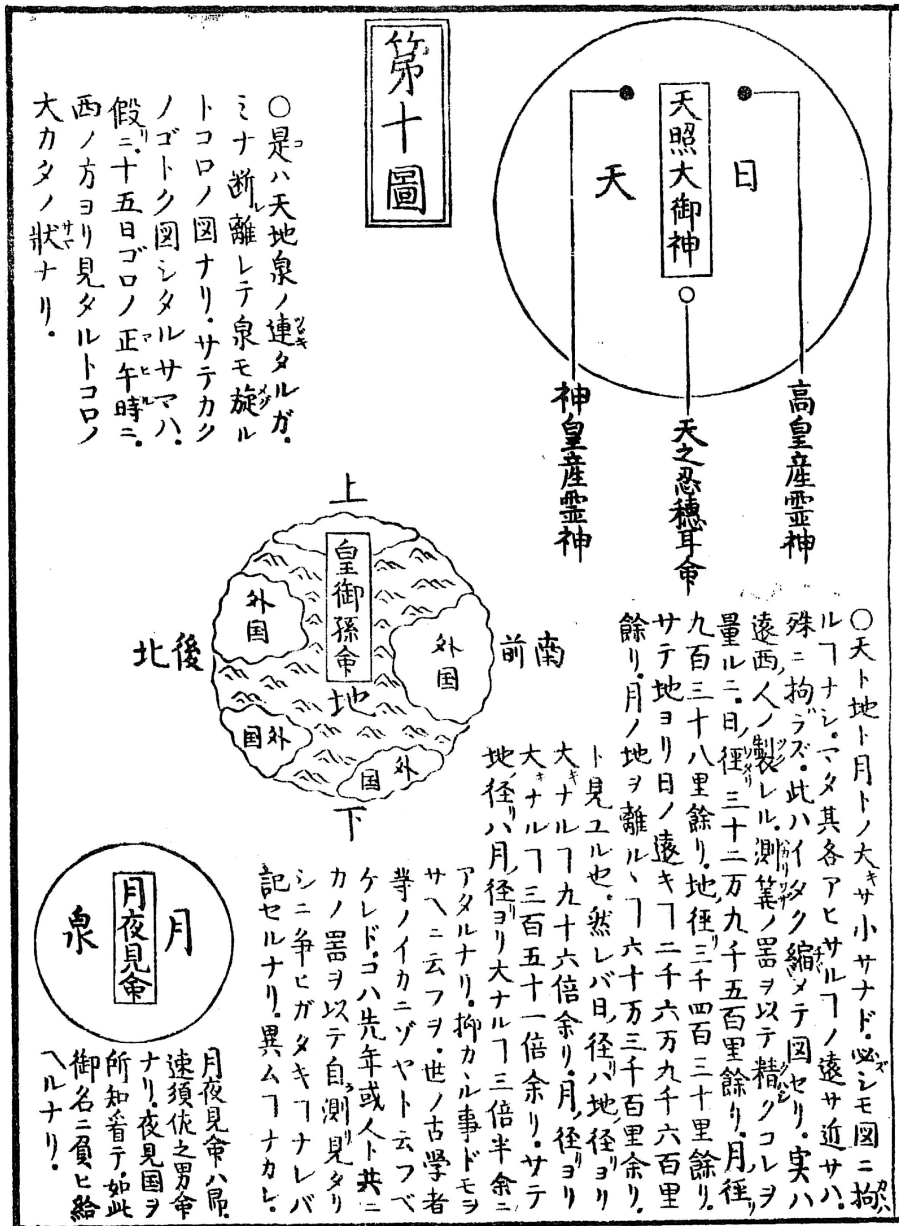 第十圖
日
天
天照大御神
高皇産霊神
天之忍穗耳命
神皇産霊神
○是ハ天地泉ノ連タルガ.
ミナ断離レテ泉モ旋ル
トコロノ図ナリ.サテカク
ノゴトク図シタルサマハ.
假ニ.十五日ゴロノ正午時ニ.
西ノ方ヨリ見タルトコロノ
大カタノ狀ナリ.
上
皇御孫命
地
外国
外国
外国
外国
前南
後北
下
○天ト地ト月トノ大キサ小サナド.必シモ図ニ拘
ルヿナシ.マタ其各アヒサルヿノ遠サ近サハ.
殊ニ拘ラズ.此ハイタク縮メテ図セリ.実ハ
遠西人ノ製レル.測筭ノ器ヲ以テ精クコレヲ
量ルニ.日徑三十二万九千五百里餘り.月徑
九百三十八里餘り.地徑三千四百三十里餘り.
サテ地ヨリ日ノ遠キヿ二千六万九千六百里
餘り.月ノ地ヲ離ルヽヿ六十万三千百里余り.
ト見ユル也.然レバ日径ハ地径ヨリ
大キナルヿ九十六倍余り.月径ヨリ
大キナルヿ三百五十一倍余り.サテ
地径ハ月径ヨリ大ナルヿ三倍半余ニ
アタルナリ.抑カヽル事ドモヲ
サヘニ云フヲ.世ノ古学者
等ノイカニゾヤト云フベ
ケレド.コハ先年或人ト共ニ
カノ器ヲ以テ自測見タリ
シニ争ヒガタキヿナレバ
記セルナリ.異ムヿナカレ.
月
泉
月夜見命
月夜見命ハ即.
速須佐之男命
ナリ.夜見国ヲ
所知看テ.如此
御名ニ負ヒ給
ヘルナリ.